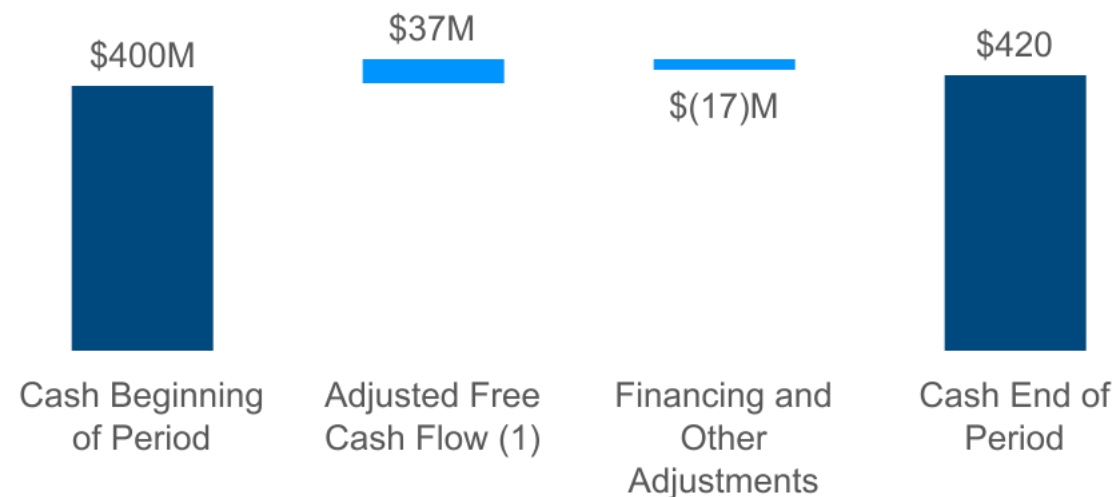 $400M
$37M
$(17)M
$420
Cash Beginning
of Period
Adjusted Free
Cash Flow (1)
Financing and
Other
Adjustments
Cash End of
Period